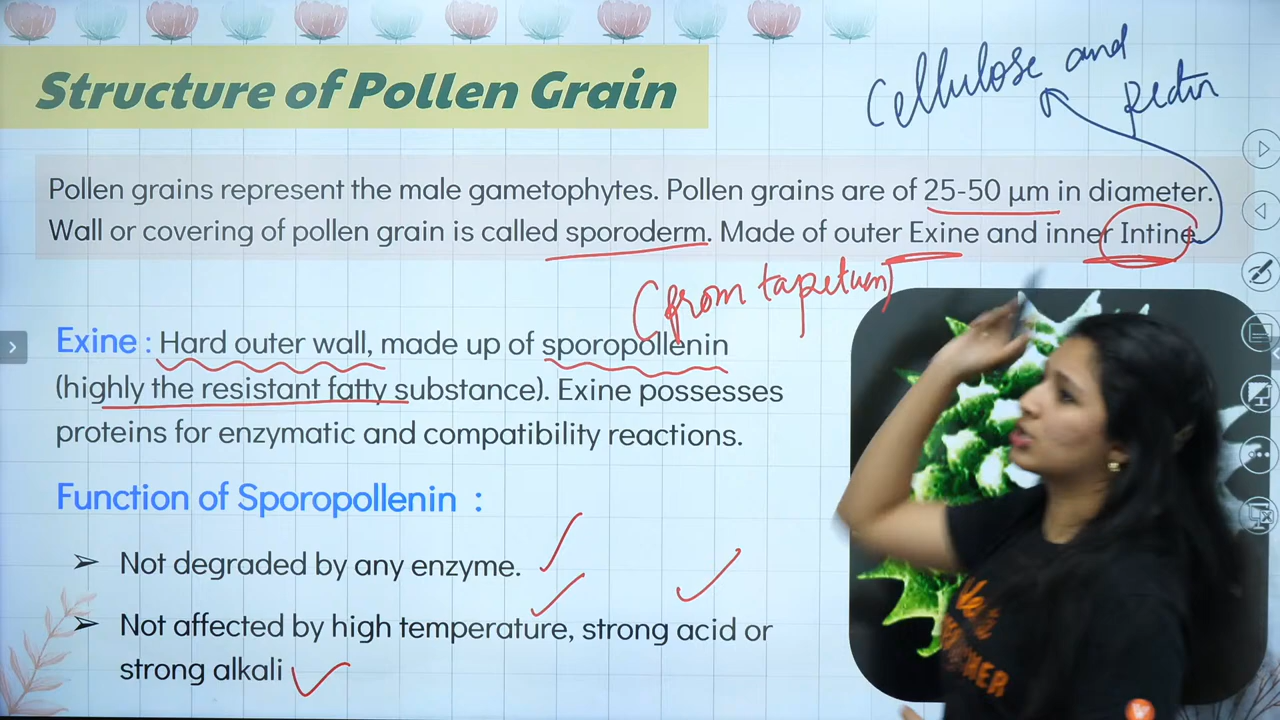 Structure of Pollen Grain
Cellulose and
pectin
Pollen grains represent the male gametophytes. Pollen grains are of 25-50 µm in diameter.
Wall or covering of pollen grain is called sporoderm. Made of outer Exine and inner Intine
(from tapetum)
Exine : Hard outer wall, made up of sporopollenin
(highly the resistant fatty substance). Exine possesses
proteins for enzymatic and compatibility reactions.
Function of Sporopollenin :
➢ Not degraded by any enzyme.
➢ Not affected by high temperature, strong acid or
strong alkali